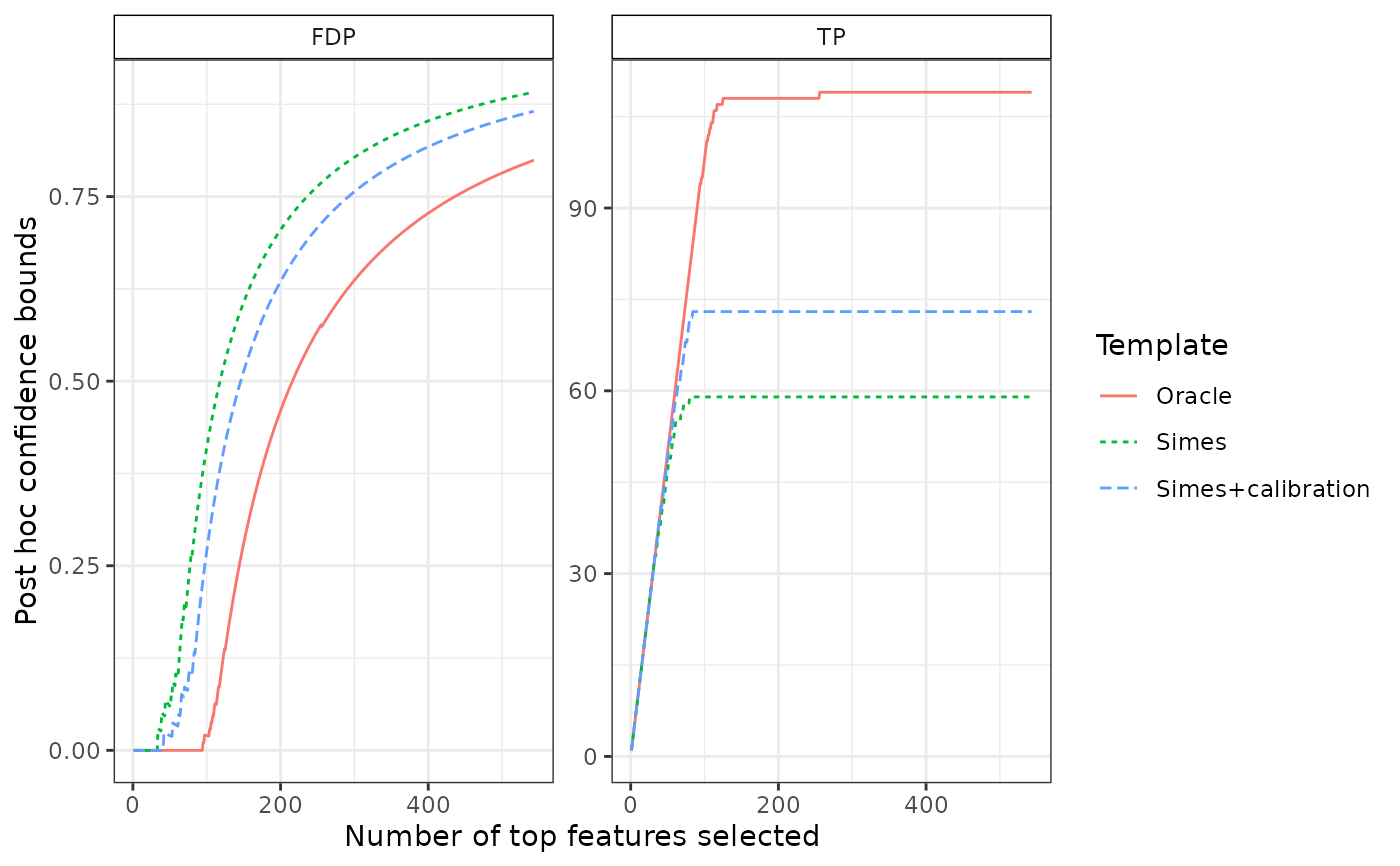 FDP
TP
Post hoc confidence bounds
0.75
0.50
0.25
0.00
90
60
30
0
0
200
400
0
200
400
Number of top features selected
Template
Oracle
Simes
Simes+calibration